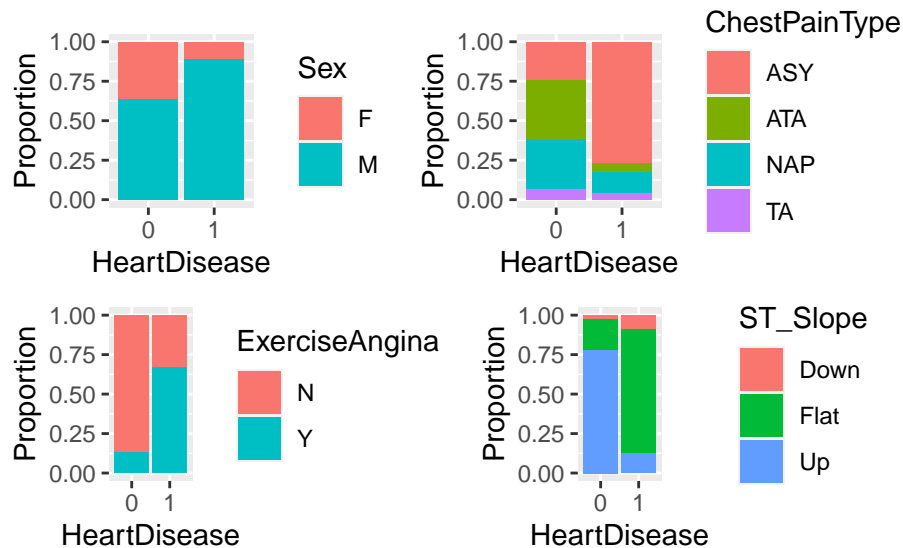 1.00
0.75
0.50
0.25
0.00
Proportion
0 1
HeartDisease
Sex
F
M
1.00
0.75
0.50
0.25
0.00
Proportion
0 1
HeartDisease
ChestPainType
ASY
ATA
NAP
TA
1.00
0.75
0.50
0.25
0.00
Proportion
0 1
HeartDisease
ExerciseAngina
N
Y
1.00
0.75
0.50
0.25
0.00
Proportion
0 1
HeartDisease
ST_Slope
Down
Flat
Up